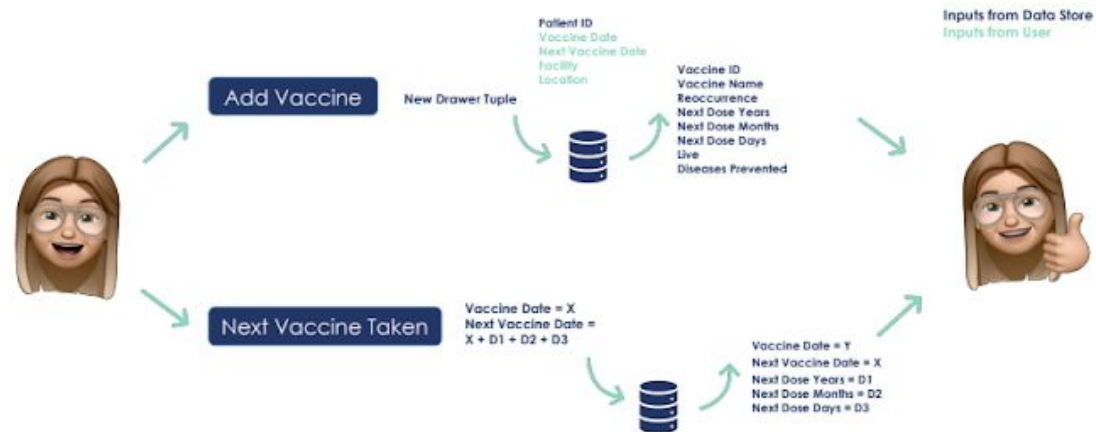 Inputs from Data Store
Inputs from User
Patient ID
Vaccine Date
Next Vaccine Date
Facility
Location
Add Vaccine
New Drawer Tuple
Vaccine ID
Vaccine Name
Reoccurrence
Next Dose Years
Next Dose Months
Next Dose Days
Live
Diseases Prevented
Next Vaccine Taken
Vaccine Date = X
Next Vaccine Date =
X + D1 + D2 + D3
Vaccine Date = Y
Next Vaccine Date = X
Next Dose Years = D1
Next Dose Months = D2
Next Dose Days = D3